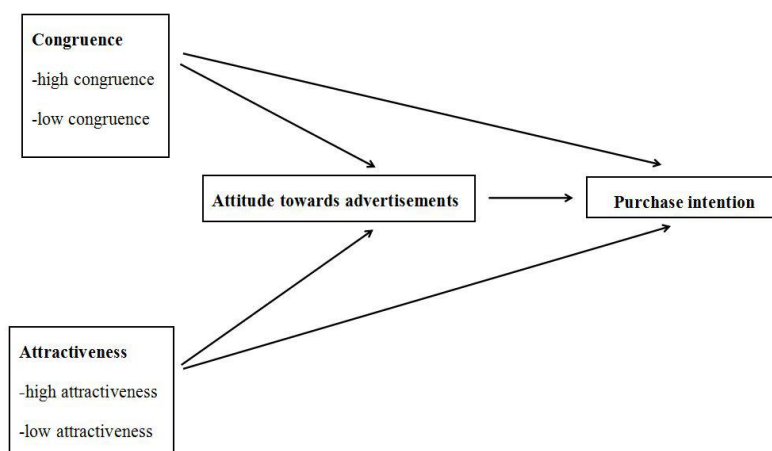 Congruence
-high congruence
-low congruence
Attitude towards advertisements
Purchase intention
Attractiveness
-high attractiveness
-low attractiveness